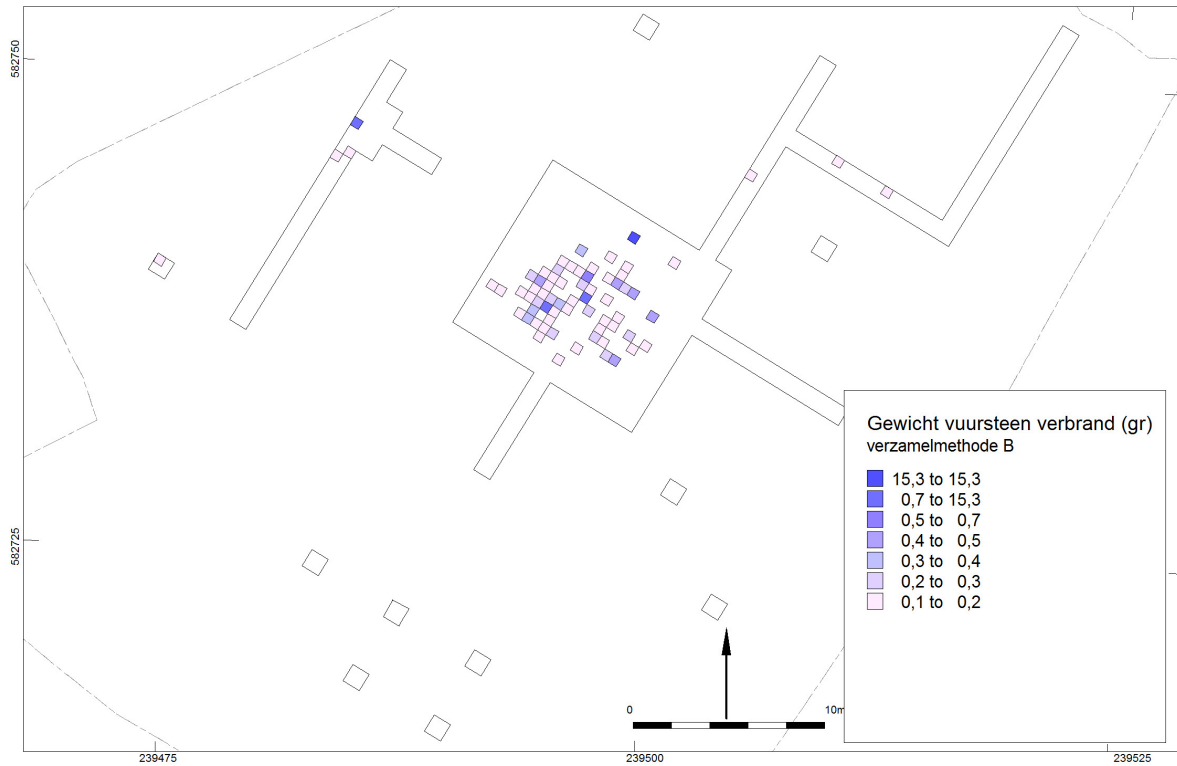 582750
582725
Gewicht vuursteen verbrand (gr)
verzamelmethode B
15,3 to 15,3
0,7 to 15,3
0,5 to 0,7
0,4 to 0,5
0,3 to 0,4
0,2 to 0,3
0,1 to 0,2
0 10m
239475 239500 239525